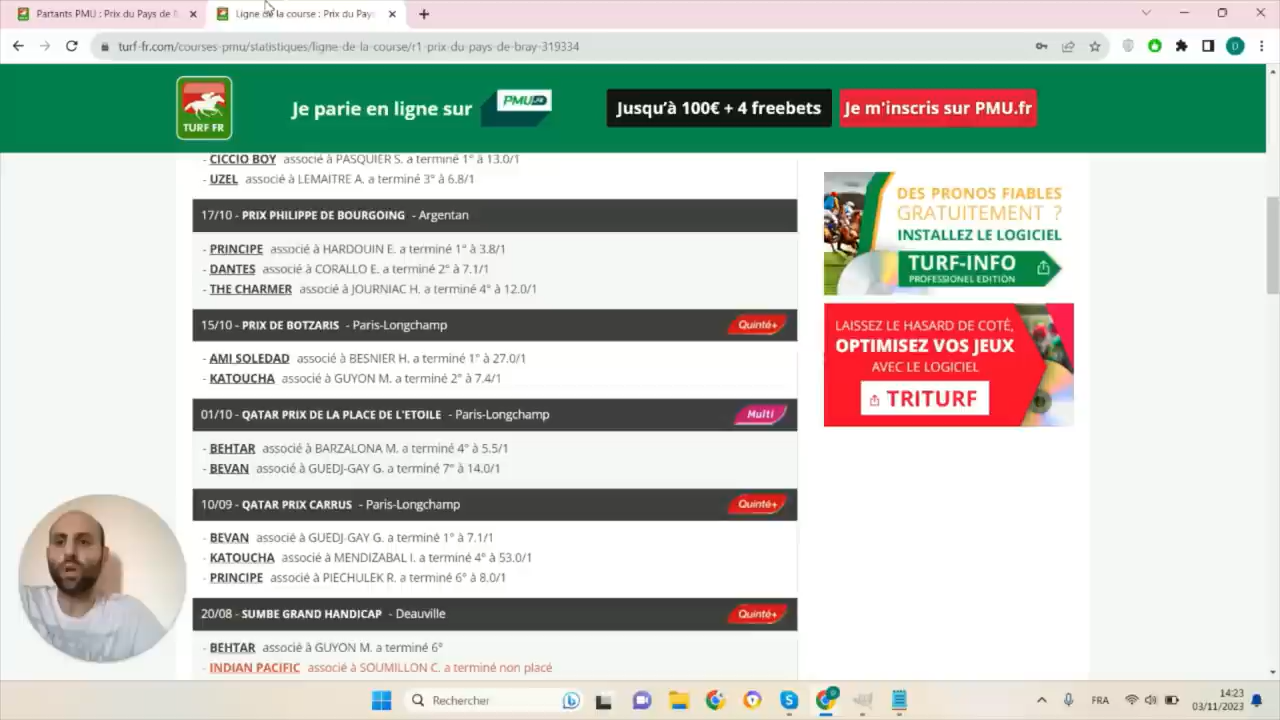 Partants PMU : Prix du Pays de
Ligne de la course : Prix du Pays
turf-fr.com/courses-pmu/statistiques/ligne-de-la-course/r1-prix-du-pays-de-bray-319334
D
TURF FR
Je parie en ligne sur
PMU.fr
Jusqu'à 100€ + 4 freebets
Je m'inscris sur PMU.fr
- CICCIO BOY associé à PASQUIER S. a terminé 1° à 13.0/1
- UZEL associé à LEMAITRE A. a terminé 3° à 6.8/1
17/10 - PRIX PHILIPPE DE BOURGOING - Argentan
- PRINCIPE associé à HARDOUIN E. a terminé 1° à 3.8/1
- DANTES associé à CORALLO E. a terminé 2° à 7.1/1
- THE CHARMER associé à JOURNIAC H. a terminé 4° à 12.0/1
15/10 - PRIX DE BOTZARIS - Paris-Longchamp
Quinté+
- AMI SOLEDAD associé à BESNIER H. a terminé 1° à 27.0/1
- KATOUCHA associé à GUYON M. a terminé 2° à 7.4/1
01/10 - QATAR PRIX DE LA PLACE DE L'ETOILE - Paris-Longchamp
Multi
- BEHTAR associé à BARZALONA M. a terminé 4° à 5.5/1
- BEVAN associé à GUEDJ-GAY G. a terminé 7° à 14.0/1
10/09 - QATAR PRIX CARRUS - Paris-Longchamp
Quinté+
- BEVAN associé à GUEDJ-GAY G. a terminé 1° à 7.1/1
- KATOUCHA associé à MENDIZABAL I. a terminé 4° à 53.0/1
- PRINCIPE associé à PIECHULEK R. a terminé 6° à 8.0/1
20/08 - SUMBE GRAND HANDICAP - Deauville
Quinté+
- BEHTAR associé à GUYON M. a terminé 6°
- INDIAN PACIFIC associé à SOUMILLON C. a terminé non placé
DES PRONOS FIABLES
GRATUITEMENT ?
INSTALLEZ LE LOGICIEL
TURF-INFO
PROFESSIONEL EDITION
LAISSEZ LE HASARD DE COTÉ,
OPTIMISEZ VOS JEUX
AVEC LE LOGICIEL
TRITURF
Rechercher
FRA
14:23
03/11/2023